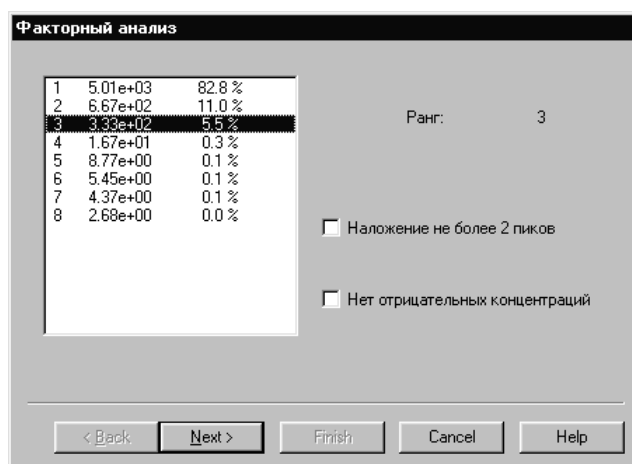 Факторный анализ
1 5.01e+03 82.8 %
2 6.67e+02 11.0 %
3 3.33e+02 5.5 %
4 1.67e+01 0.3 %
5 8.77e+00 0.1 %
6 5.45e+00 0.1 %
7 4.37e+00 0.1 %
8 2.68e+00 0.0 %
Ранг: 3
Наложение не более 2 пиков
Нет отрицательных концентраций
< Back Next > Finish Cancel Help